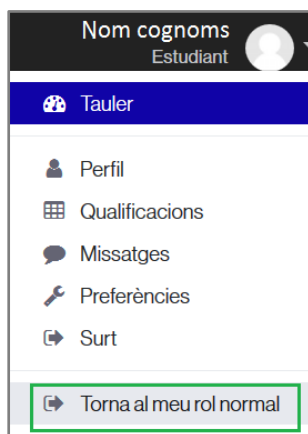 Nom cognoms
Estudiant
Tauler
Perfil
Qualificacions
Missatges
Preferències
Surt
Torna al meu rol normal